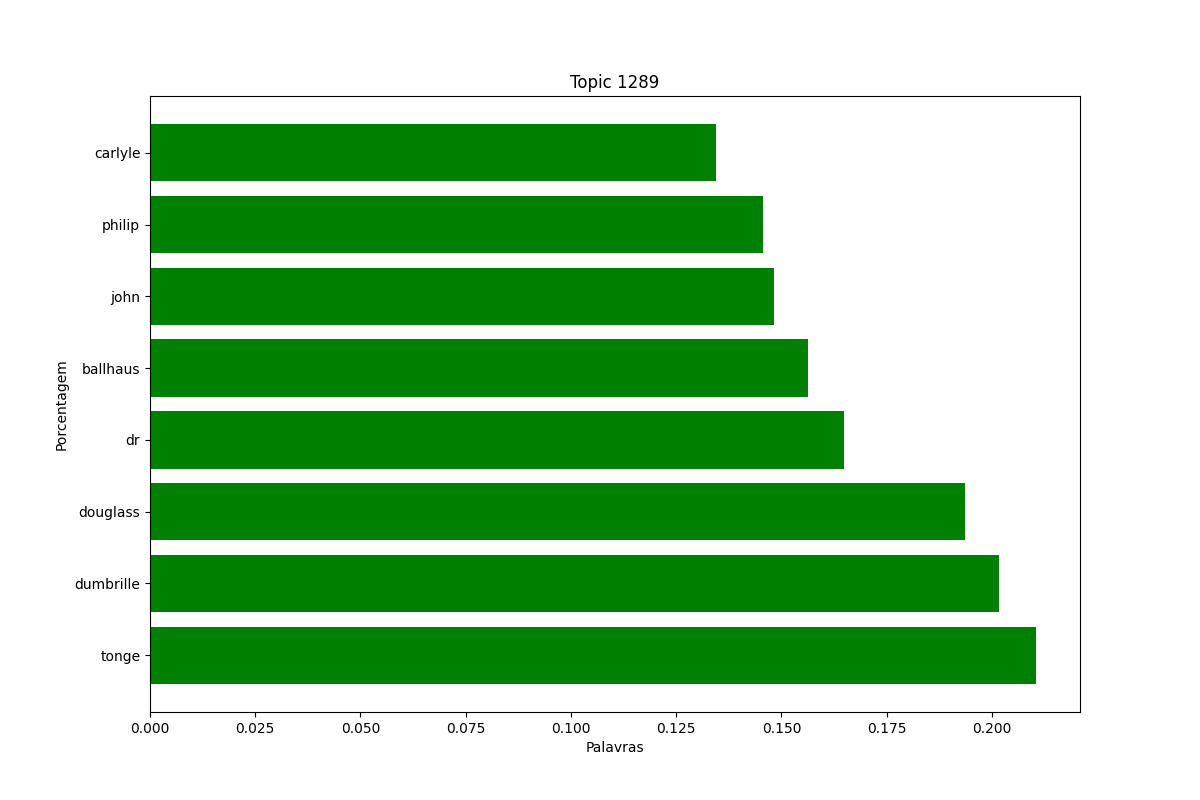 Topic 1289
carlyle
philip
john
ballhaus
dr
douglass
dumbrille
tonge
Porcentagem
0.000 0.025 0.050 0.075 0.100 0.125 0.150 0.175 0.200
Palavras